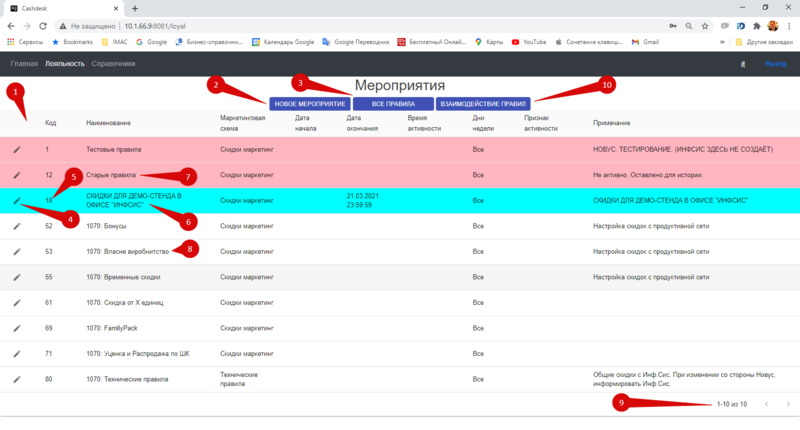 Cashdesk
Не защищено | 10.1.66.9:8081/loyal
Сервисы Bookmarks IMAC Google Бизнес-справочни... Календарь Google Google Переводчик Бесплатный Онлай... Карты YouTube Сочетания клавиш... Gmail » Другие закладки
Главная Лояльность Справочники it Выход
Мероприятия
1 2 3 10
НОВОЕ МЕРОПРИЯТИЕ ВСЕ ПРАВИЛА ВЗАИМОДЕЙСТВИЕ ПРАВИЛ
Код Наименование Маркетинговая схема Дата начала Дата окончания Время активности Дни недели Признак активности Примечание
1 Тестовые правила Скидки маркетинг Все НОВУС. ТЕСТИРОВАНИЕ. (ИНФСИС ЗДЕСЬ НЕ СОЗДАЁТ)
5 7
12 Старые правила Скидки маркетинг Все Не активно. Оставлено для истории.
18 СКИДКИ ДЛЯ ДЕМО-СТЕНДА В ОФИСЕ "ИНФСИС" Скидки маркетинг 21.03.2021 23:59:59 Все СКИДКИ ДЛЯ ДЕМО-СТЕНДА В ОФИСЕ "ИНФСИС"
4 6
52 1070: Бонусы Скидки маркетинг Все Настройка скидок с продуктивной сети
8
53 1070: Власне виробнитство Скидки маркетинг Все Настройка скидок с продуктивной сети
55 1070: Временные скидки Скидки маркетинг Все Настройка скидок с продуктивной сети
61 1070: Скидка от X единиц Скидки маркетинг Все
69 1070: FamilyPack Скидки маркетинг Все
71 1070: Уценка и Распродажа по ШК Скидки маркетинг Все
80 1070: Технические правила Технические правила Все Общие скидки с Инф.Сис. При изменении со стороны Новус, информировать Инф.Сис.
9 1-10 из 10